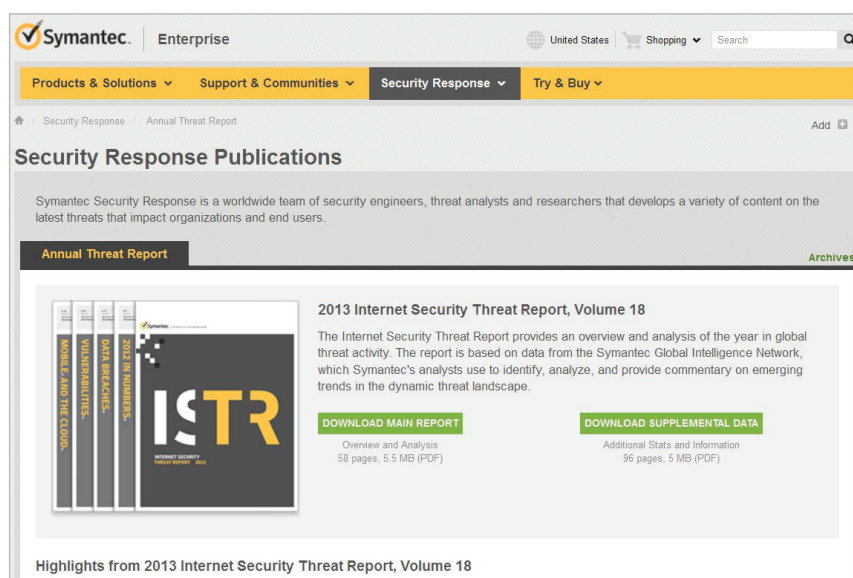 Symantec. Enterprise
United States Shopping Search
Products & Solutions Support & Communities Security Response Try & Buy
Security Response / Annual Threat Report
Add
Security Response Publications
Symantec Security Response is a worldwide team of security engineers, threat analysts and researchers that develops a variety of content on the
latest threats that impact organizations and end users.
Annual Threat Report
Archives
MOBILE. AND THE CLOUD.
VULNERABILITIES.
DATA BREACHES.
2012 IN NUMBERS.
Symantec.
ISTR
INTERNET SECURITY
THREAT REPORT 2012
2013 Internet Security Threat Report, Volume 18
The Internet Security Threat Report provides an overview and analysis of the year in global
threat activity. The report is based on data from the Symantec Global Intelligence Network,
which Symantec's analysts use to identify, analyze, and provide commentary on emerging
trends in the dynamic threat landscape.
DOWNLOAD MAIN REPORT
Overview and Analysis
58 pages, 5.5 MB (PDF)
DOWNLOAD SUPPLEMENTAL DATA
Additional Stats and Information
96 pages, 5 MB (PDF)
Highlights from 2013 Internet Security Threat Report, Volume 18